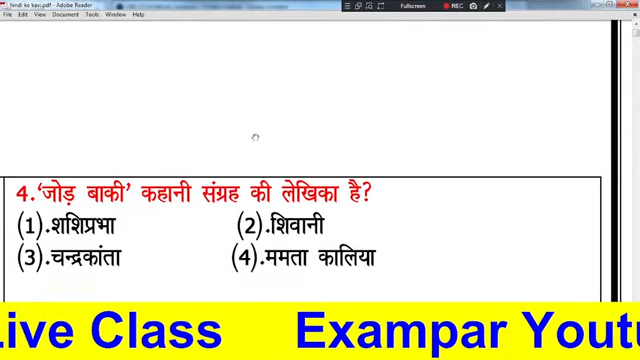 hindi ke kavi.pdf - Adobe Reader
Fullscreen REC
File Edit View Document Tools Window Help
4.‘जोड़ बाकी’ कहानी संग्रह की लेखिका है?
(1).शशिप्रभा (2).शिवानी
(3).चन्द्रकांता (4).ममता कालिया
Live Class Exampar Youtu